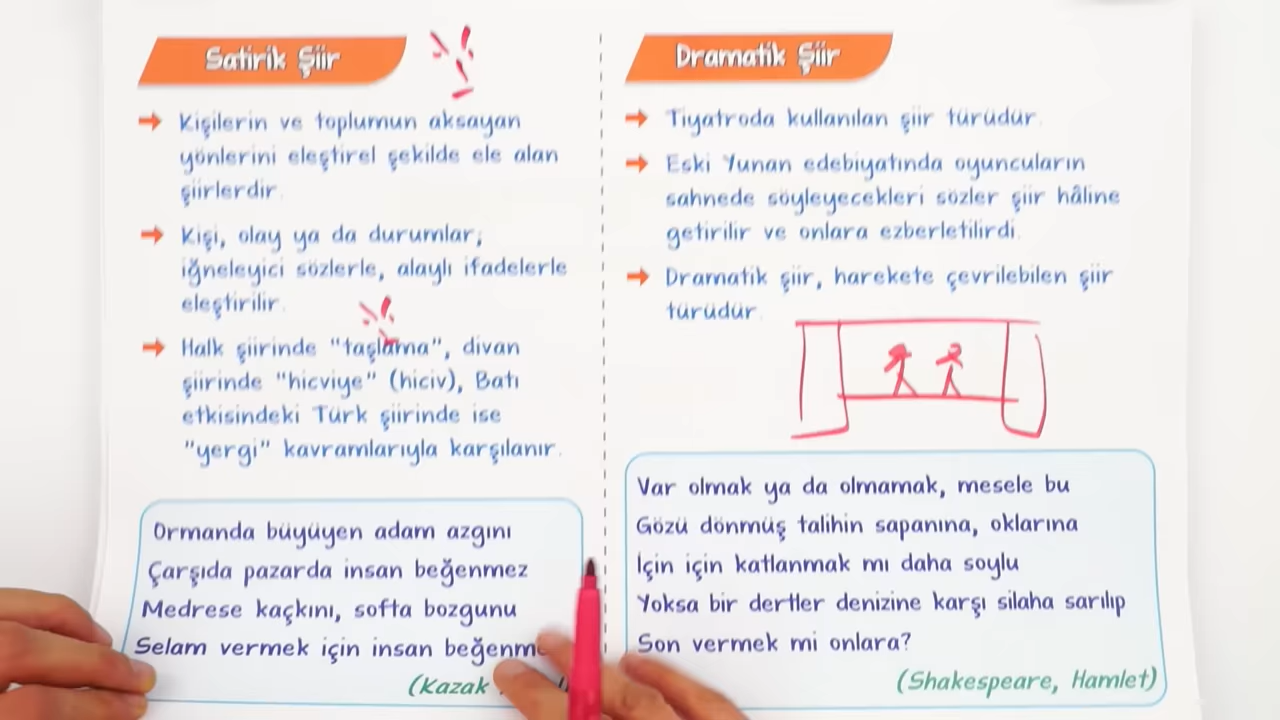 Satirik Şiir
Kişilerin ve toplumun aksayan
yönlerini eleştirel şekilde ele alan
şiirlerdir.
Kişi, olay ya da durumlar;
iğneleyici sözlerle, alaylı ifadelerle
eleştirilir.
Halk şiirinde "taşlama", divan
şiirinde "hicviye" (hiciv), Batı
etkisindeki Türk şiirinde ise
"yergi" kavramlarıyla karşılanır.
Ormanda büyüyen adam azgını
Çarşıda pazarda insan beğenmez
Medrese kaçkını, softa bozgunu
Selam vermek için insan
(Kazak
Dramatik Şiir
Tiyatroda kullanılan şiir türüdür.
Eski Yunan edebiyatında oyuncuların
sahnede söyleyecekleri sözler şiir hâline
getirilir ve onlara ezberletilirdi.
Dramatik şiir, harekete çevrilebilen şiir
türüdür.
Var olmak ya da olmamak, mesele bu
Gözü dönmüş talihin sapanına, oklarına
İçin için katlanmak mı daha soylu
Yoksa bir dertler denizine karşı silaha sarılıp
Son vermek mi onlara?
(Shakespeare, Hamlet)